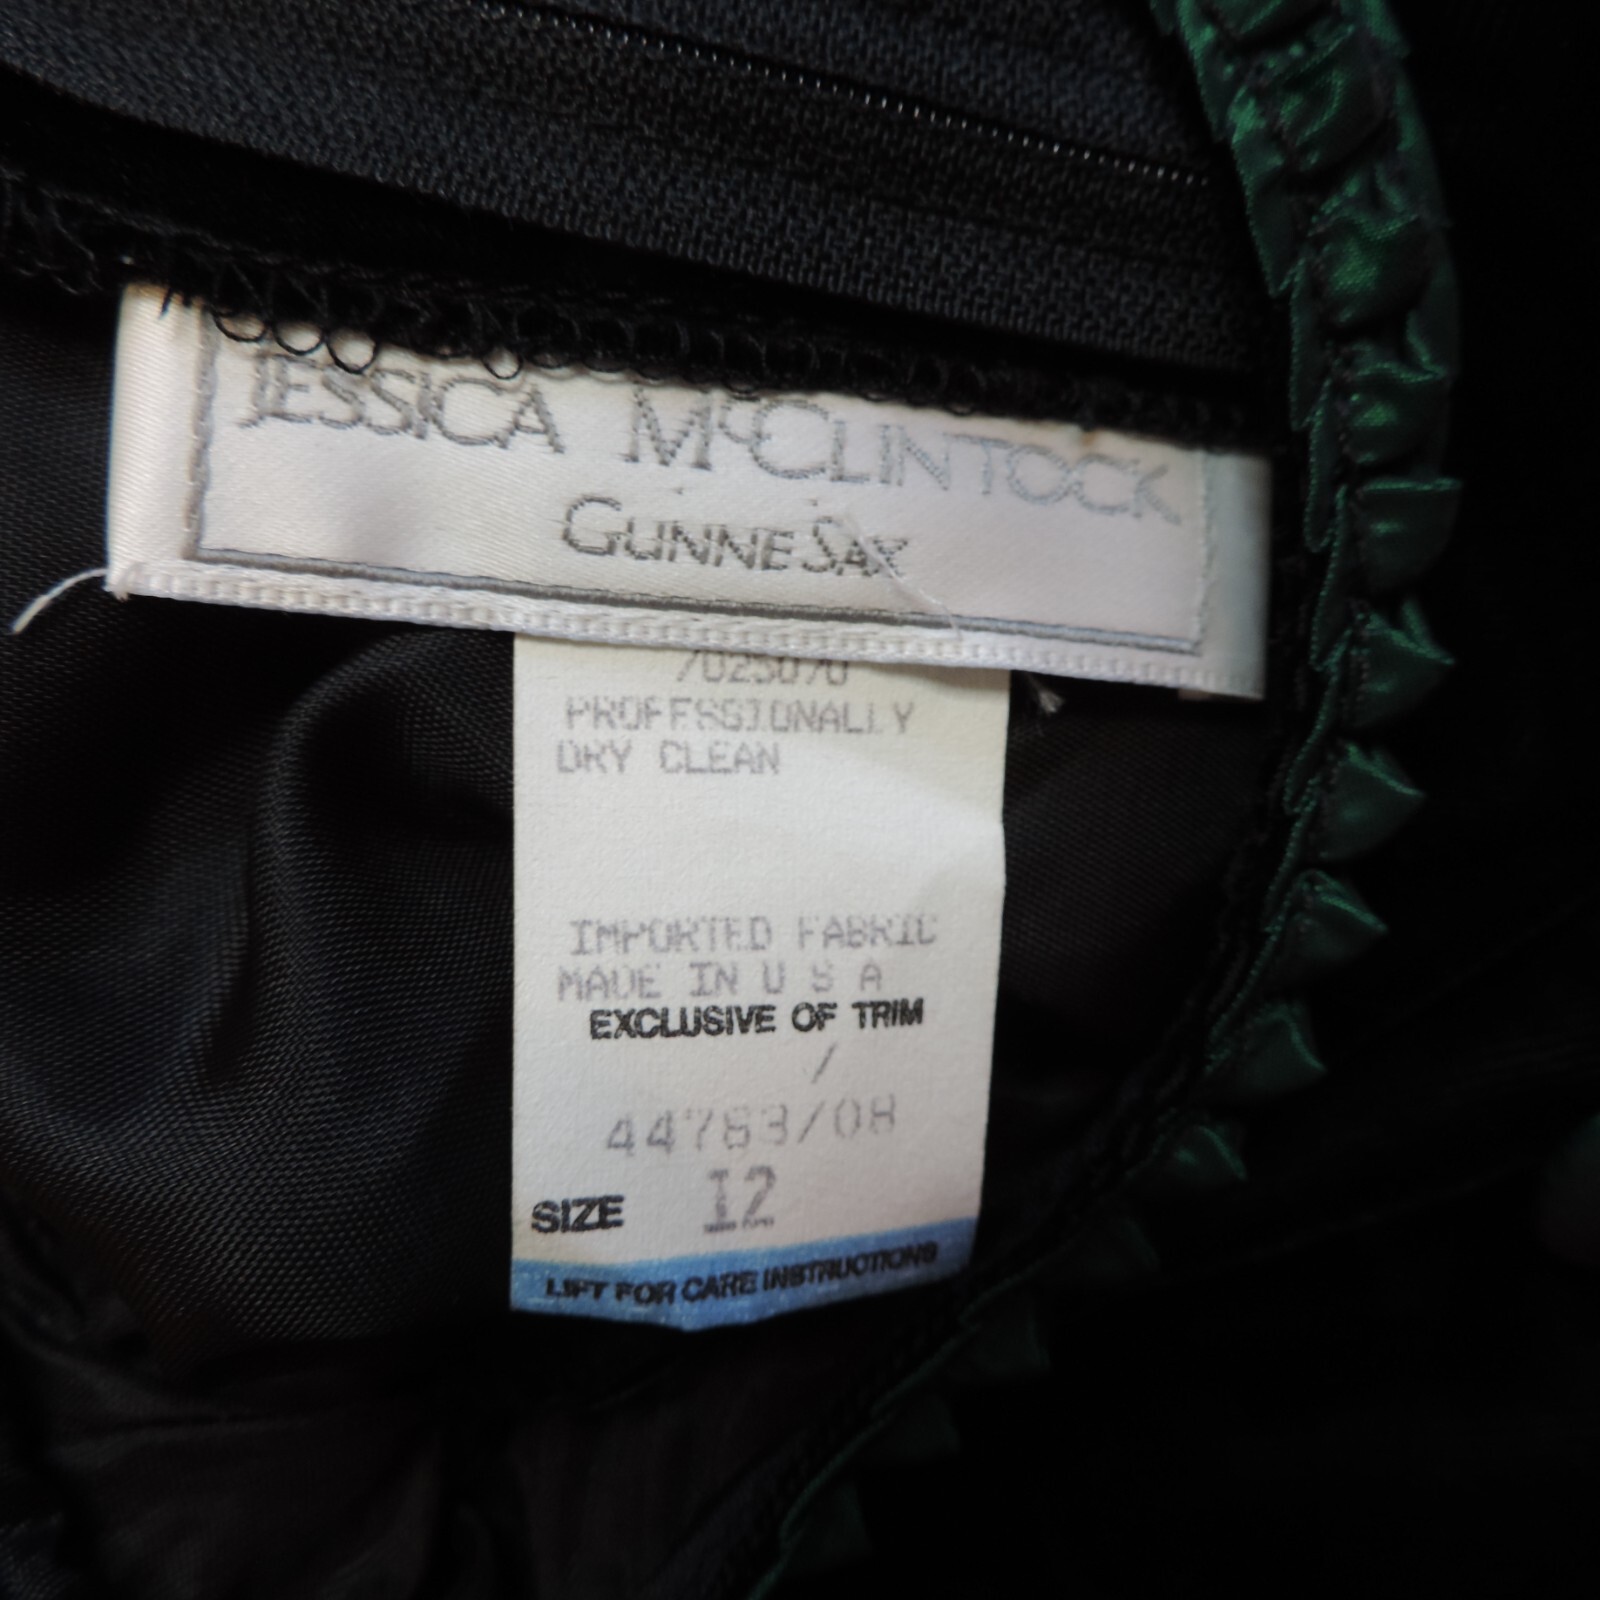 JESSICA McCLINTOCK
GUNNE SAX
PROFESSIONALLY
DRY CLEAN
IMPORTED FABRIC
MADE IN U S A
EXCLUSIVE OF TRIM
/
44783/08
SIZE 12
LIFT FOR CARE INSTRUCTIONS